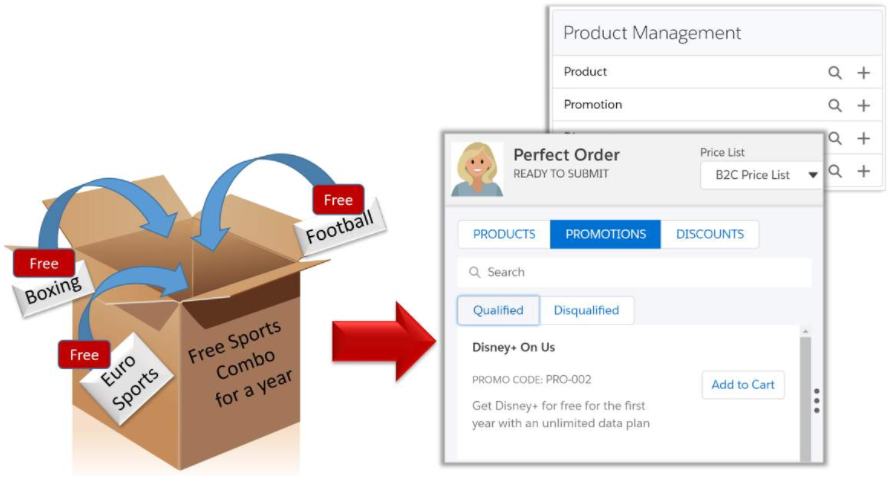 Free
Football
Free
Boxing
Free
Euro
Sports
Free Sports
Combo
for a year
Product Management
Product
Promotion
Perfect Order
READY TO SUBMIT
Price List
B2C Price List
PRODUCTS
PROMOTIONS
DISCOUNTS
Search
Qualified
Disqualified
Disney+ On Us
PROMO CODE: PRO-002
Add to Cart
Get Disney+ for free for the first
year with an unlimited data plan